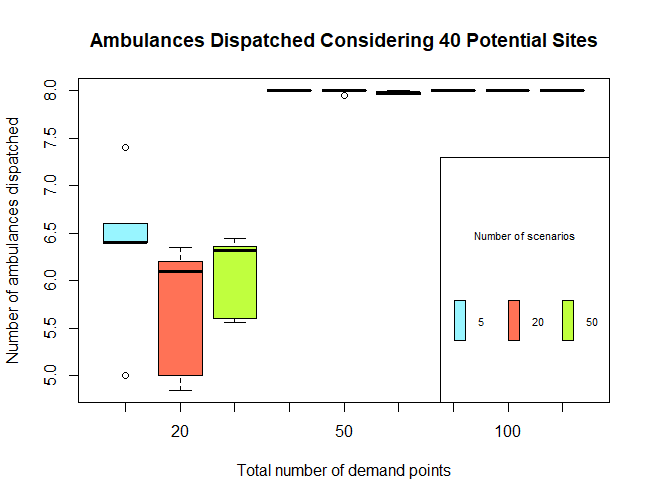 Ambulances Dispatched Considering 40 Potential Sites
Number of ambulances dispatched
8.0
7.5
7.0
6.5
6.0
5.5
5.0
Number of scenarios
5 20 50
20 50 100
Total number of demand points